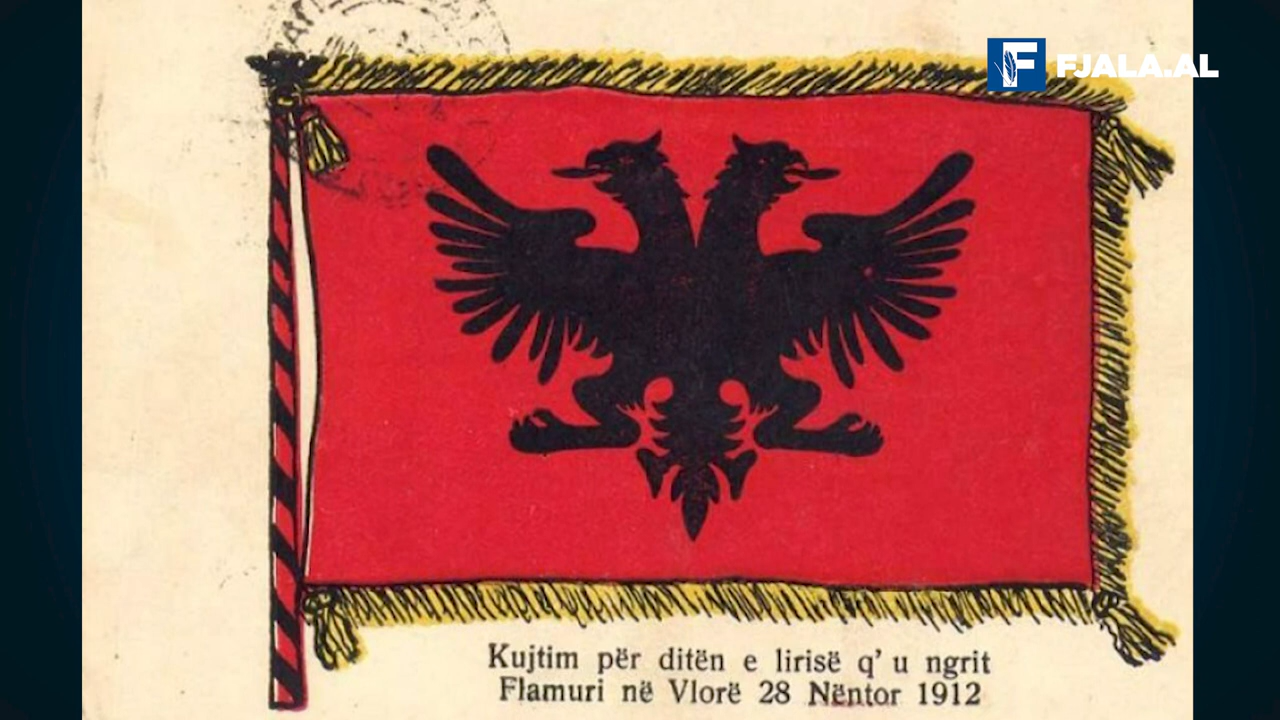 F FJALA.AL
Kujtim për ditën e lirisë q' u ngrit
Flamuri në Vlorë 28 Nëntor 1912